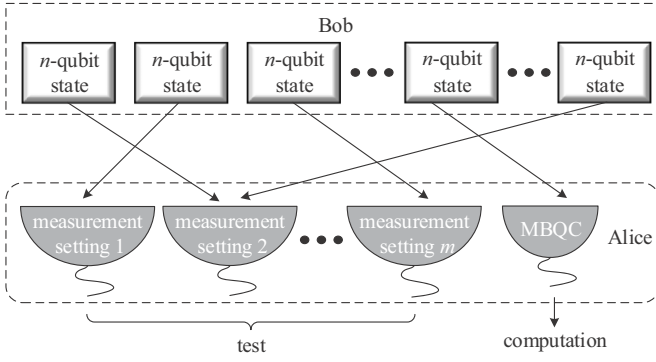 Bob
n-qubit state
n-qubit state
n-qubit state
n-qubit state
n-qubit state
measurement setting 1
measurement setting 2
measurement setting m
MBQC
Alice
test
computation